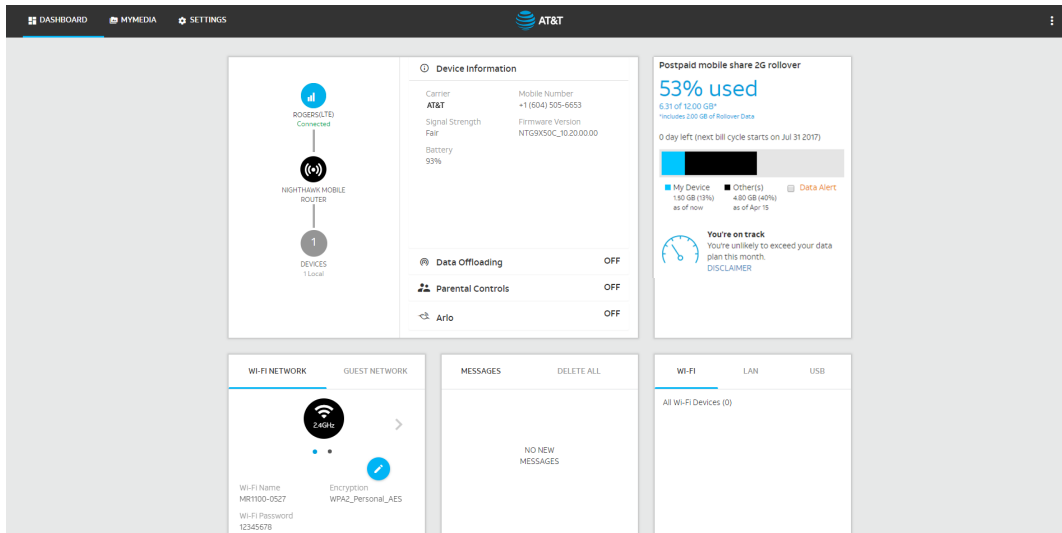 DASHBOARD MYMEDIA SETTINGS AT&T
ROGERS(LTE)
Connected
NIGHTHAWK MOBILE
ROUTER
1
DEVICES
1 Local
Device Information
Carrier Mobile Number
AT&T +1 (604) 505-6653
Signal Strength Firmware Version
Fair NTG9X50C_10.20.00.00
Battery
93%
Data Offloading OFF
Parental Controls OFF
Arlo OFF
Postpaid mobile share 2G rollover
53% used
6.31 of 12.00 GB*
*Includes 2.00 GB of Rollover Data
0 day left (next bill cycle starts on Jul 31 2017)
My Device Other(s) Data Alert
1.50 GB (13%) 4.80 GB (40%)
as of now as of Apr 15
You're on track
You're unlikely to exceed your data
plan this month.
DISCLAIMER
WI-FI NETWORK GUEST NETWORK
2.4GHz
Wi-Fi Name Encryption
MR1100-0527 WPA2_Personal_AES
Wi-Fi Password
12345678
MESSAGES DELETE ALL
NO NEW
MESSAGES
WI-FI LAN USB
All Wi-Fi Devices (0)